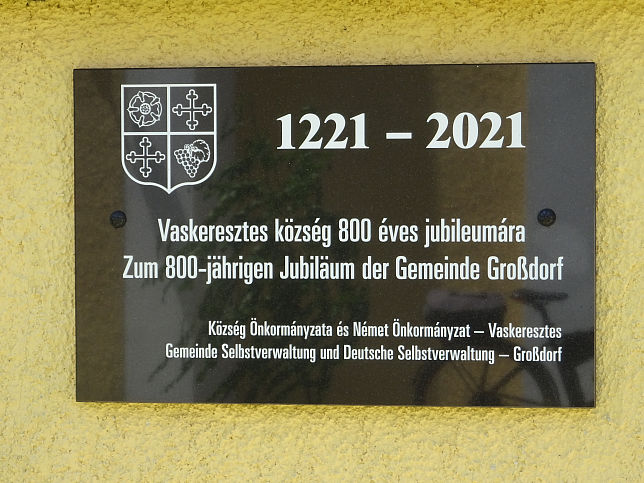 1221 – 2021
Vaskeresztes község 800 éves jubileumára
Zum 800-jährigen Jubiläum der Gemeinde Großdorf
Község Önkormányzata és Német Önkormányzat – Vaskeresztes
Gemeinde Selbstverwaltung und Deutsche Selbstverwaltung – Großdorf